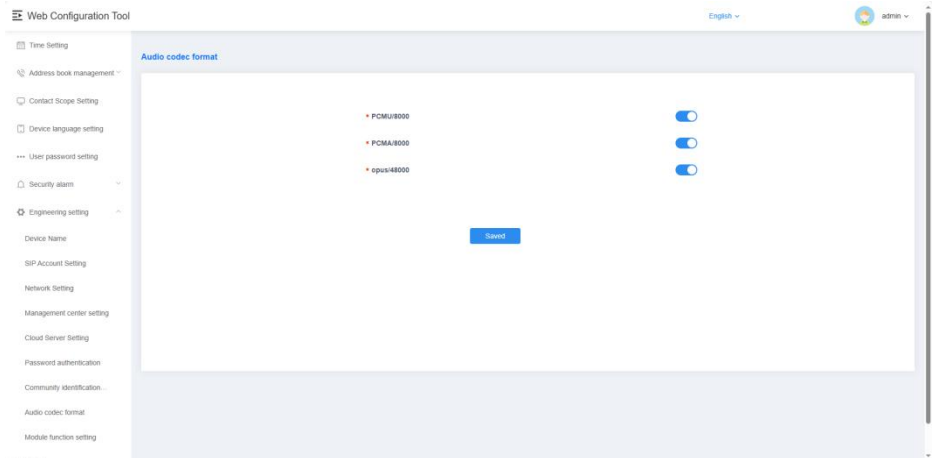 Web Configuration Tool
English
admin
Time Setting
Address book management
Contact Scope Setting
Device language setting
User password setting
Security alarm
Engineering setting
Device Name
SIP Account Setting
Network Setting
Management center setting
Cloud Server Setting
Password authentication
Community identification...
Audio codec format
Module function setting
Audio codec format
* PCMU/8000
* PCMA/8000
* opus/48000
Saved